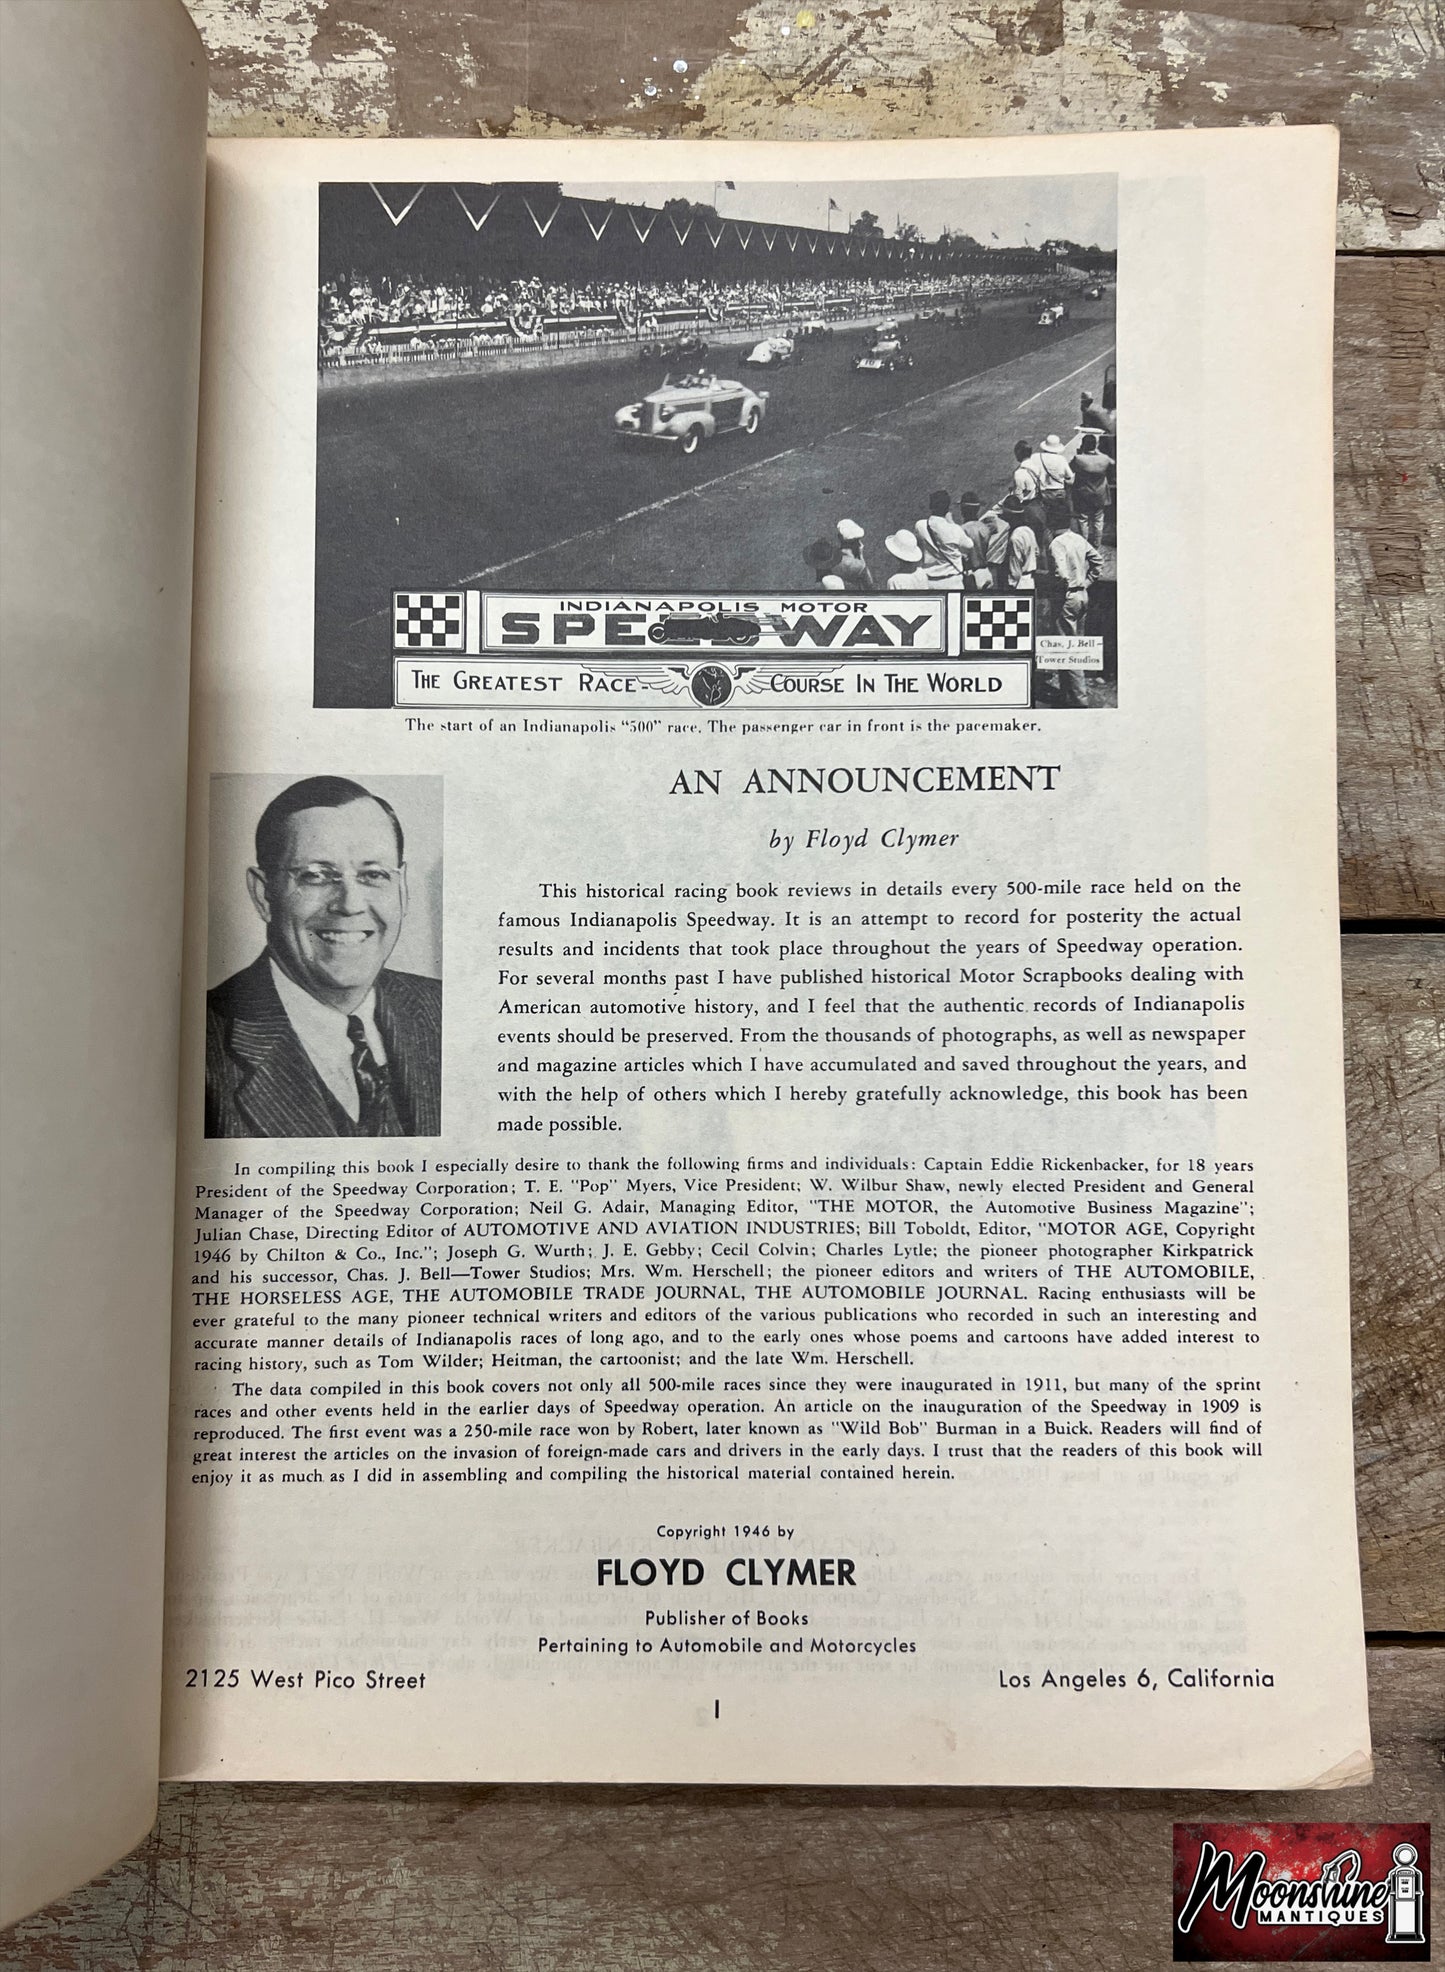 INDIANAPOLIS MOTOR
SPEEDWAY
THE GREATEST RACE-COURSE IN THE WORLD
Chas. J. Bell —
Tower Studios
The start of an Indianapolis "500" race. The passenger car in front is the pacemaker.
AN ANNOUNCEMENT
by Floyd Clymer
This historical racing book reviews in details every 500-mile race held on the
famous Indianapolis Speedway. It is an attempt to record for posterity the actual
results and incidents that took place throughout the years of Speedway operation.
For several months past I have published historical Motor Scrapbooks dealing with
American automotive history, and I feel that the authentic records of Indianapolis
events should be preserved. From the thousands of photographs, as well as newspaper
and magazine articles which I have accumulated and saved throughout the years, and
with the help of others which I hereby gratefully acknowledge, this book has been
made possible.
In compiling this book I especially desire to thank the following firms and individuals: Captain Eddie Rickenbacker, for 18 years
President of the Speedway Corporation; T. E. "Pop" Myers, Vice President; W. Wilbur Shaw, newly elected President and General
Manager of the Speedway Corporation; Neil G. Adair, Managing Editor, "THE MOTOR, the Automotive Business Magazine";
Julian Chase, Directing Editor of AUTOMOTIVE AND AVIATION INDUSTRIES; Bill Toboldt, Editor, "MOTOR AGE, Copyright
1946 by Chilton & Co., Inc."; Joseph G. Wurth; J. E. Gebby; Cecil Colvin; Charles Lytle; the pioneer photographer Kirkpatrick
and his successor, Chas. J. Bell—Tower Studios; Mrs. Wm. Herschell; the pioneer editors and writers of THE AUTOMOBILE,
THE HORSELESS AGE, THE AUTOMOBILE TRADE JOURNAL, THE AUTOMOBILE JOURNAL. Racing enthusiasts will be
ever grateful to the many pioneer technical writers and editors of the various publications who recorded in such an interesting and
accurate manner details of Indianapolis races of long ago, and to the early ones whose poems and cartoons have added interest to
racing history, such as Tom Wilder; Heitman, the cartoonist; and the late Wm. Herschell.
The data compiled in this book covers not only all 500-mile races since they were inaugurated in 1911, but many of the sprint
races and other events held in the earlier days of Speedway operation. An article on the inauguration of the Speedway in 1909 is
reproduced. The first event was a 250-mile race won by Robert, later known as "Wild Bob" Burman in a Buick. Readers will find of
great interest the articles on the invasion of foreign-made cars and drivers in the early days. I trust that the readers of this book will
enjoy it as much as I did in assembling and compiling the historical material contained herein.
Copyright 1946 by
FLOYD CLYMER
Publisher of Books
Pertaining to Automobile and Motorcycles
2125 West Pico Street
Los Angeles 6, California
1
Moonshine
MANTIQUES